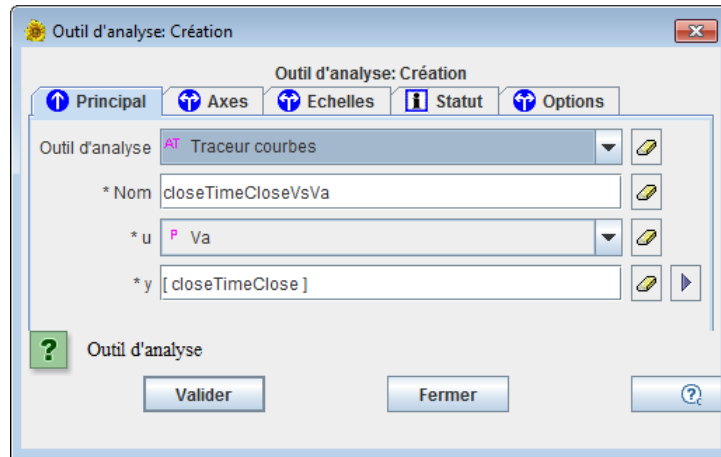 Outil d'analyse: Création
Outil d'analyse: Création
Principal Axes Echelles Statut Options
Outil d'analyse AT Traceur courbes
* Nom closeTimeCloseVsVa
* u P Va
* y [ closeTimeClose ]
? Outil d'analyse
Valider Fermer ?